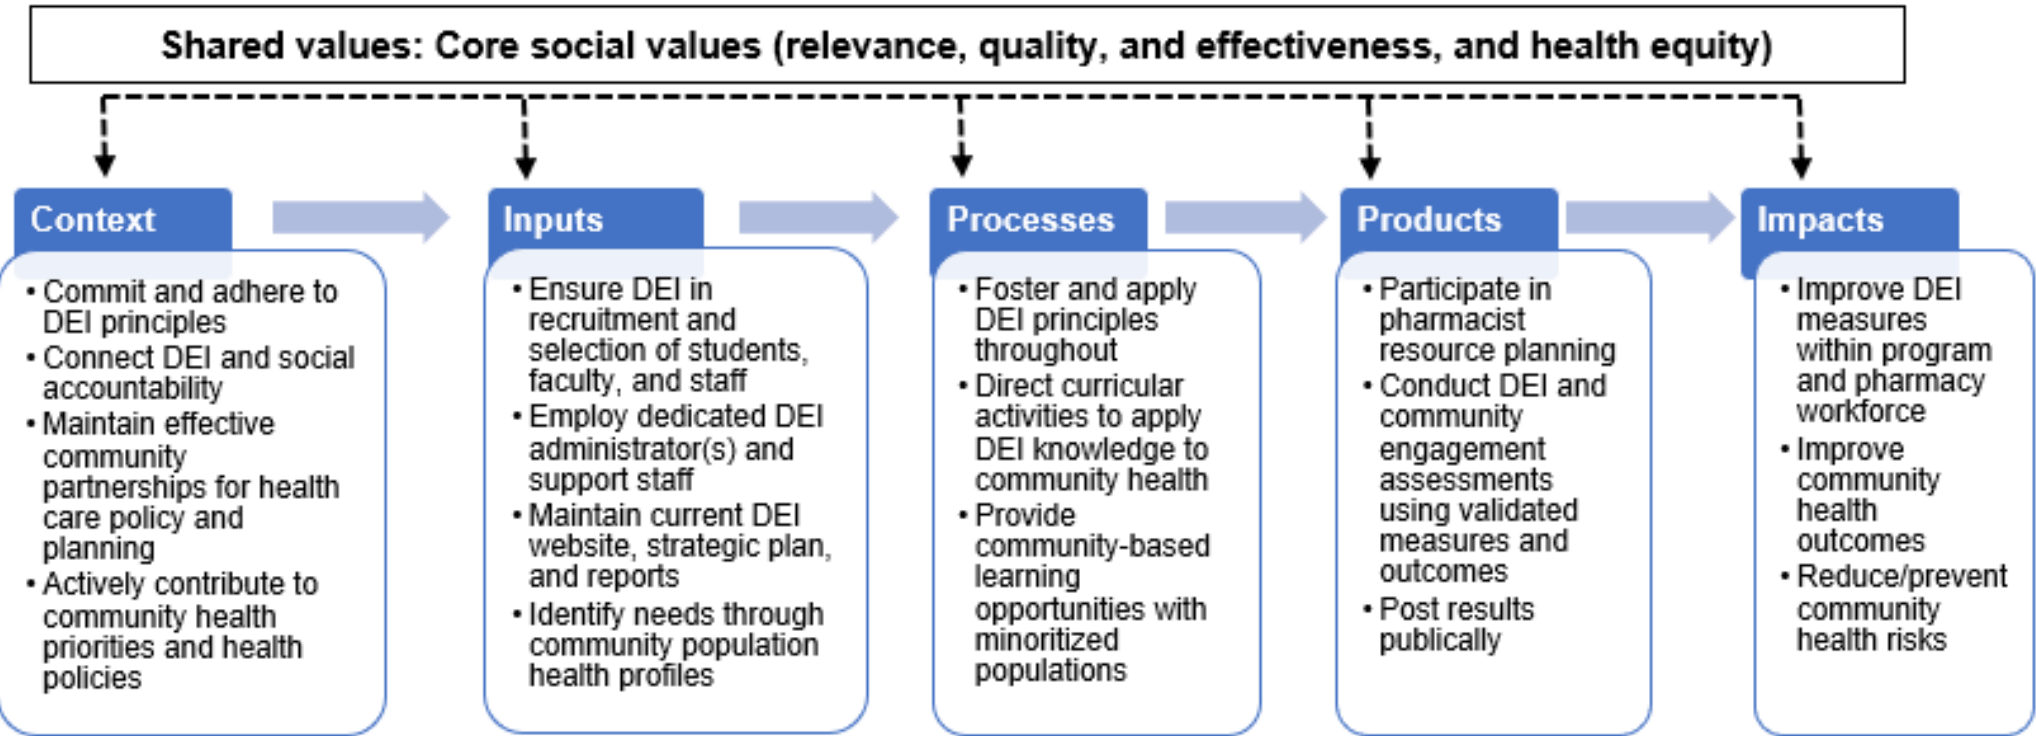 Shared values: Core social values (relevance, quality, and effectiveness, and health equity)
Context
• Commit and adhere to
DEI principles
• Connect DEI and social
accountability
• Maintain effective
community
partnerships for health
care policy and
planning
• Actively contribute to
community health
priorities and health
policies
Inputs
• Ensure DEI in
recruitment and
selection of students,
faculty, and staff
• Employ dedicated DEI
administrator(s) and
support staff
• Maintain current DEI
website, strategic plan,
and reports
• Identify needs through
community population
health profiles
Processes
• Foster and apply
DEI principles
throughout
• Direct curricular
activities to apply
DEI knowledge to
community health
• Provide
community-based
learning
opportunities with
minoritized
populations
Products
• Participate in
pharmacist
resource planning
• Conduct DEI and
community
engagement
assessments
using validated
measures and
outcomes
• Post results
publically
Impacts
• Improve DEI
measures
within program
and pharmacy
workforce
• Improve
community
health
outcomes
• Reduce/prevent
community
health risks